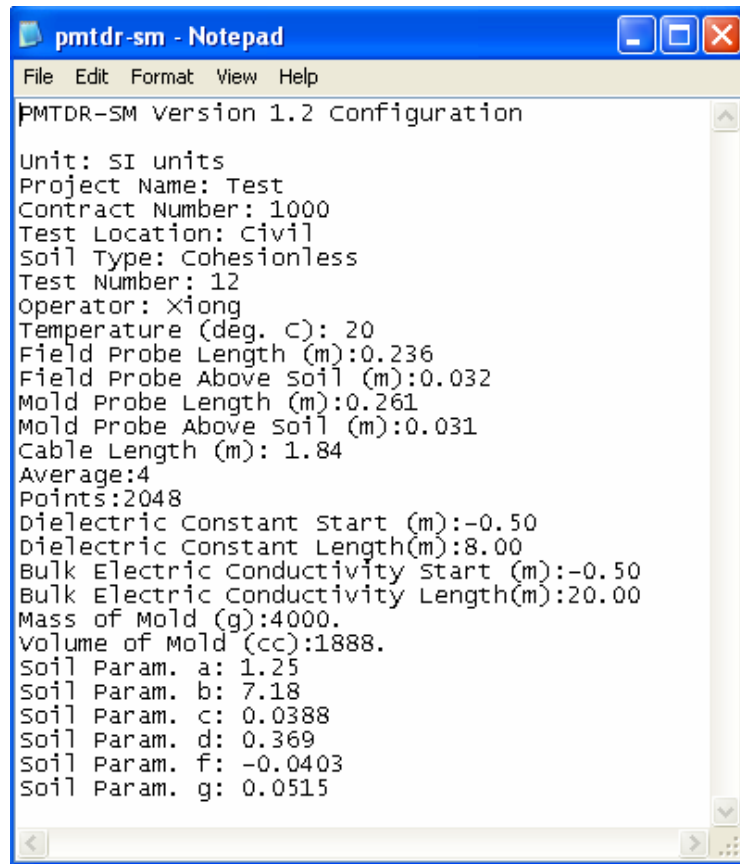 pmtdr-sm - Notepad
File Edit Format View Help
PMTDR-SM Version 1.2 Configuration
Unit: SI units
Project Name: Test
Contract Number: 1000
Test Location: Civil
Soil Type: Cohesionless
Test Number: 12
Operator: Xiong
Temperature (deg. C): 20
Field Probe Length (m):0.236
Field Probe Above Soil (m):0.032
Mold Probe Length (m):0.261
Mold Probe Above Soil (m):0.031
Cable Length (m): 1.84
Average:4
Points:2048
Dielectric Constant Start (m):-0.50
Dielectric Constant Length(m):8.00
Bulk Electric Conductivity Start (m):-0.50
Bulk Electric Conductivity Length(m):20.00
Mass of Mold (g):4000.
Volume of Mold (cc):1888.
Soil Param. a: 1.25
Soil Param. b: 7.18
Soil Param. c: 0.0388
Soil Param. d: 0.369
Soil Param. f: -0.0403
Soil Param. g: 0.0515